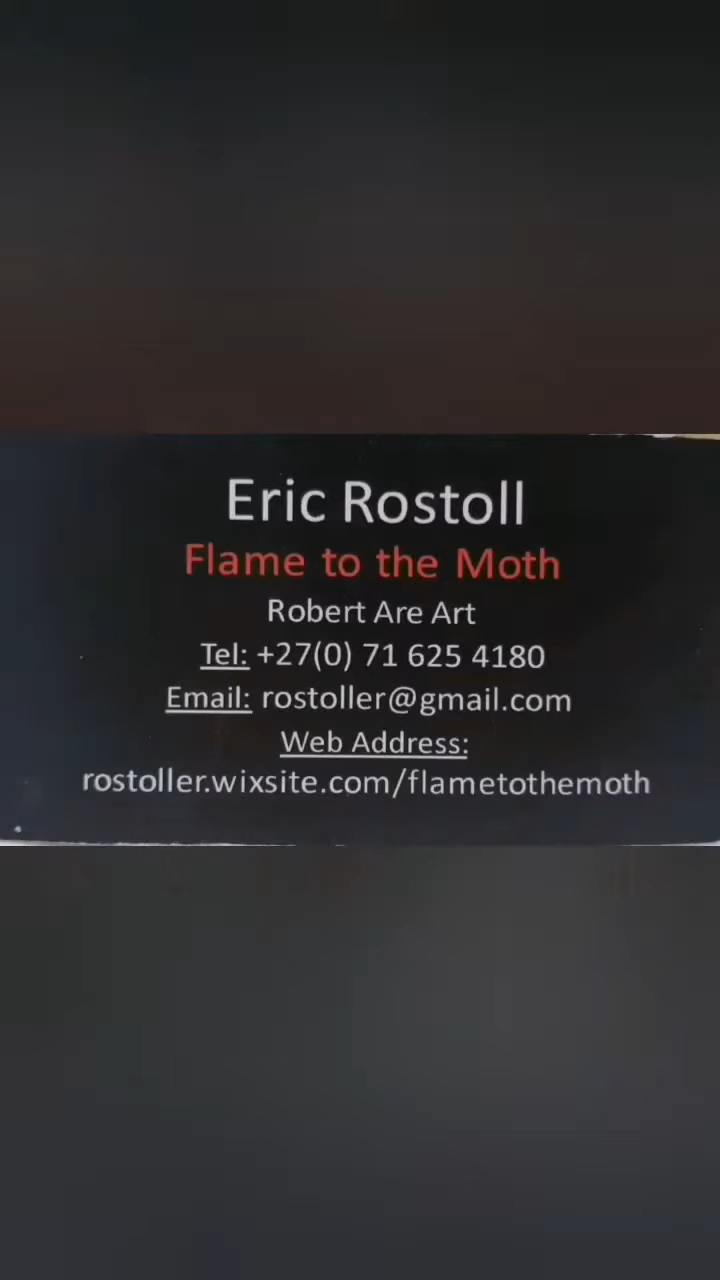 Eric Rostoll
Flame to the Moth
Robert Are Art
Tel: +27(0) 71 625 4180
Email: rostoller@gmail.com
Web Address:
rostoller.wixsite.com/flametothemoth